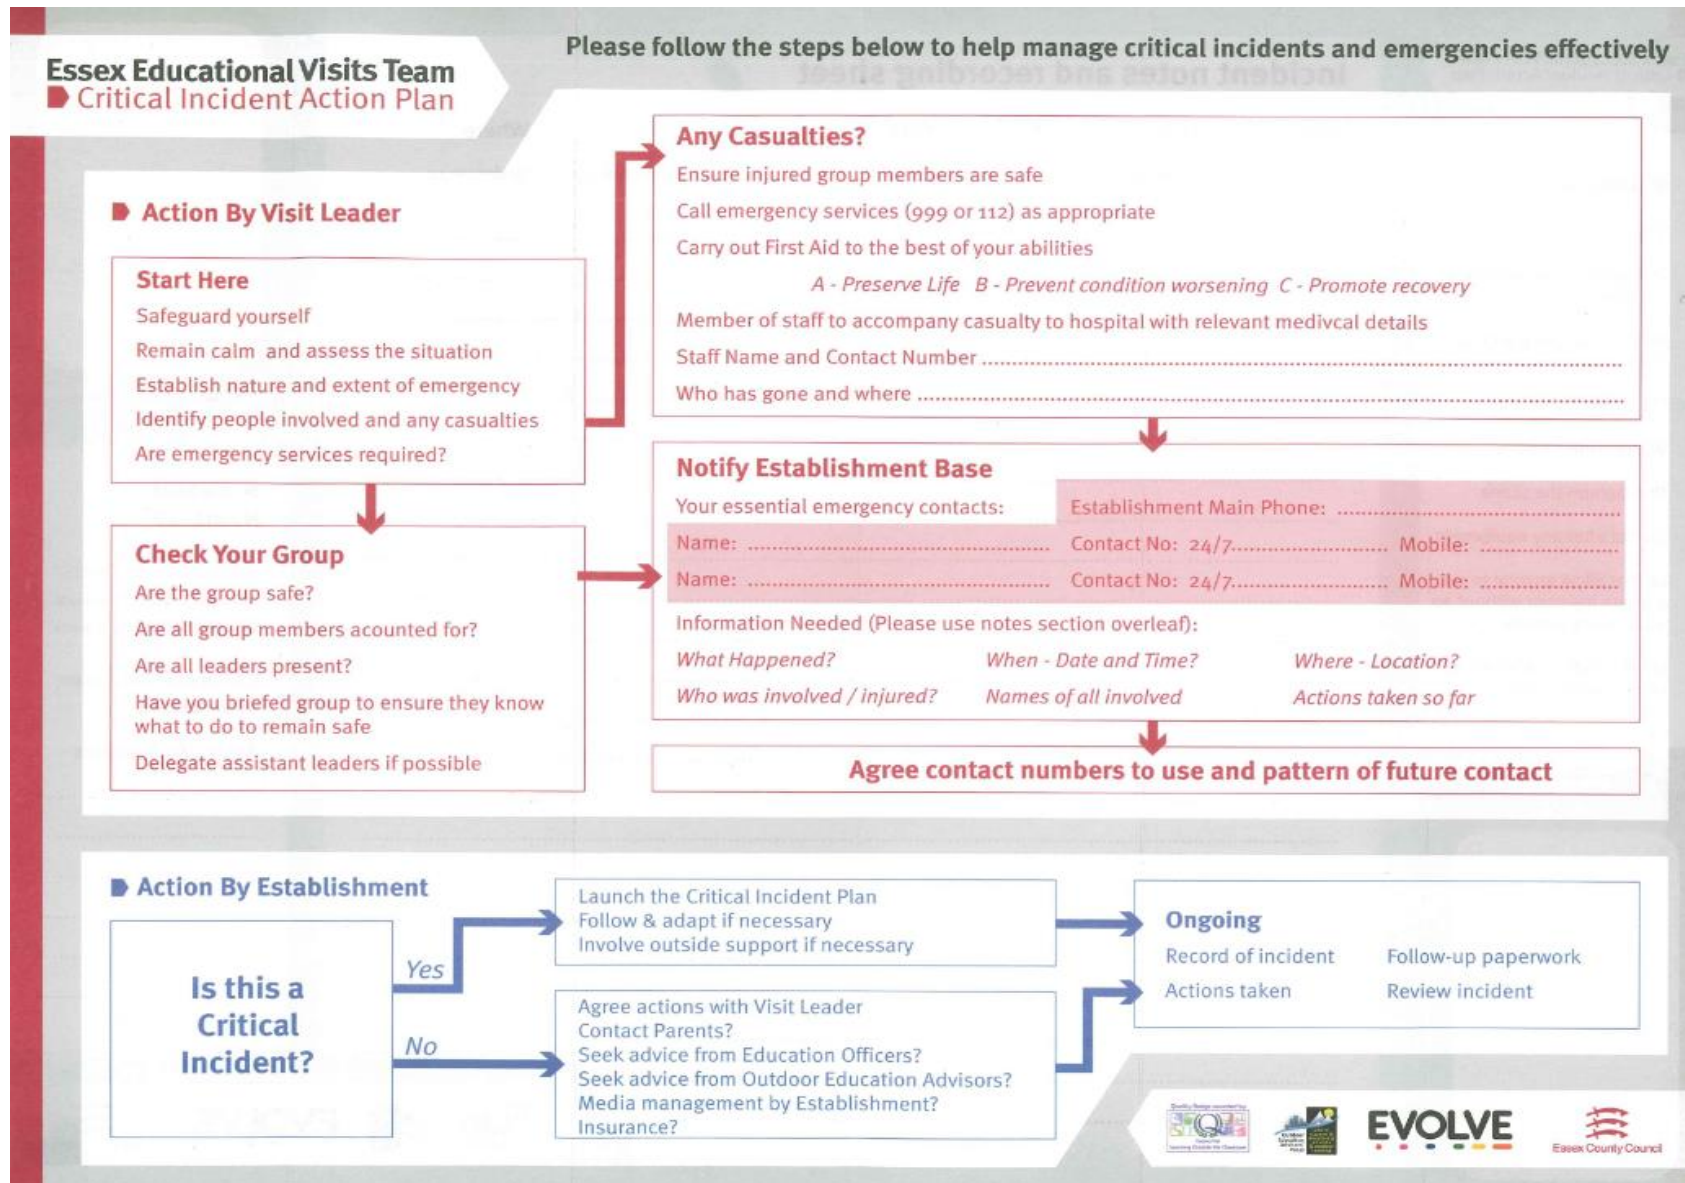 Essex Educational Visits Team
Critical Incident Action Plan
Please follow the steps below to help manage critical incidents and emergencies effectively
Action By Visit Leader
Start Here
Safeguard yourself
Remain calm and assess the situation
Establish nature and extent of emergency
Identify people involved and any casualties
Are emergency services required?
Check Your Group
Are the group safe?
Are all group members acounted for?
Are all leaders present?
Have you briefed group to ensure they know
what to do to remain safe
Delegate assistant leaders if possible
Any Casualties?
Ensure injured group members are safe
Call emergency services (999 or 112) as appropriate
Carry out First Aid to the best of your abilities
A - Preserve Life B - Prevent condition worsening C - Promote recovery
Member of staff to accompany casualty to hospital with relevant medivcal details
Staff Name and Contact Number
Who has gone and where
Notify Establishment Base
Your essential emergency contacts: Establishment Main Phone:
Name: Contact No: 24/7 Mobile:
Name: Contact No: 24/7 Mobile:
Information Needed (Please use notes section overleaf):
What Happened? When - Date and Time? Where - Location?
Who was involved / injured? Names of all involved Actions taken so far
Agree contact numbers to use and pattern of future contact
Action By Establishment
Is this a
Critical
Incident?
Yes
No
Launch the Critical Incident Plan
Follow & adapt if necessary
Involve outside support if necessary
Agree actions with Visit Leader
Contact Parents?
Seek advice from Education Officers?
Seek advice from Outdoor Education Advisors?
Media management by Establishment?
Insurance?
Ongoing
Record of incident Follow-up paperwork
Actions taken Review incident
EVOLVE
Essex County Council